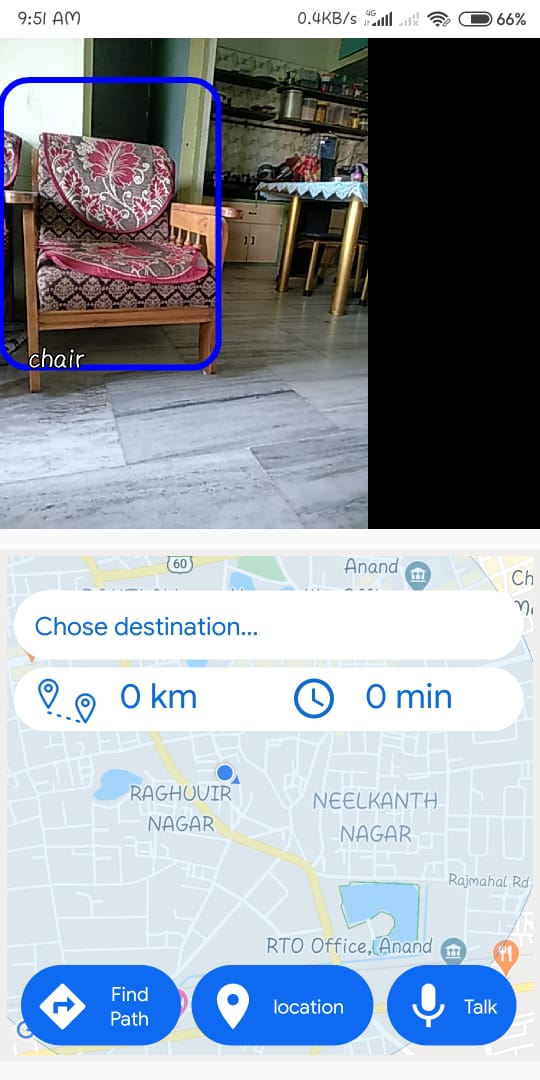 9:51 AM
0.4KB/s
4G
66%
chair
60
Anand
Ch
Chose destination...
0 km
0 min
RAGHUVIR
NAGAR
NEELKANTH
NAGAR
Rajmahal Rd
RTO Office, Anand
Find
Path
location
Talk
G